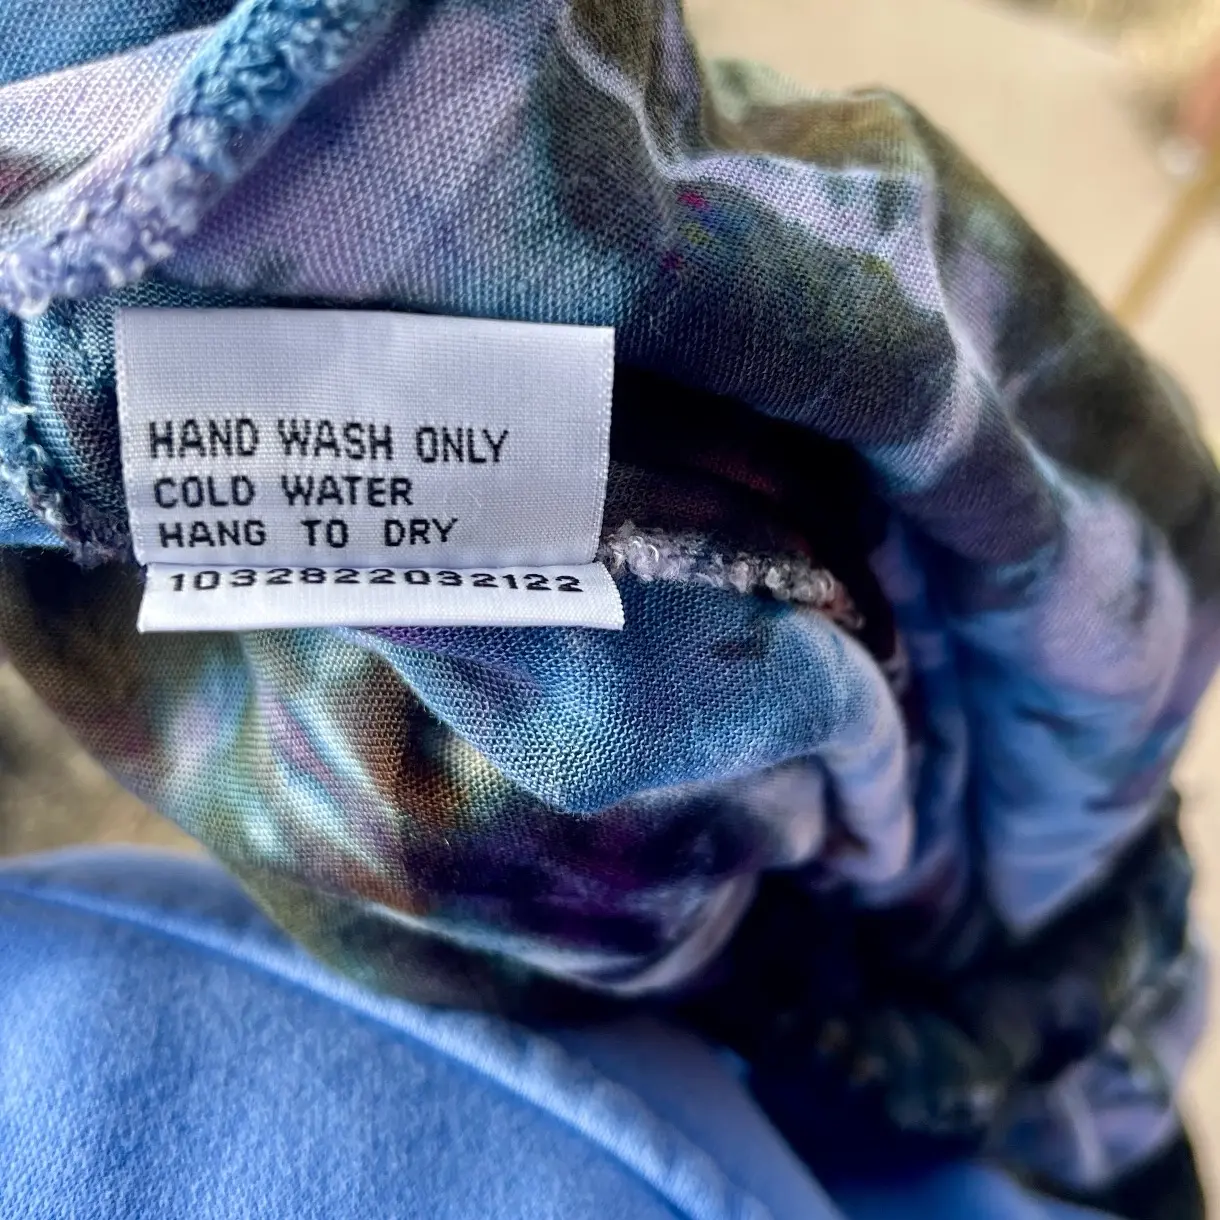 HAND WASH ONLY
COLD WATER
HANG TO DRY
1032822032122